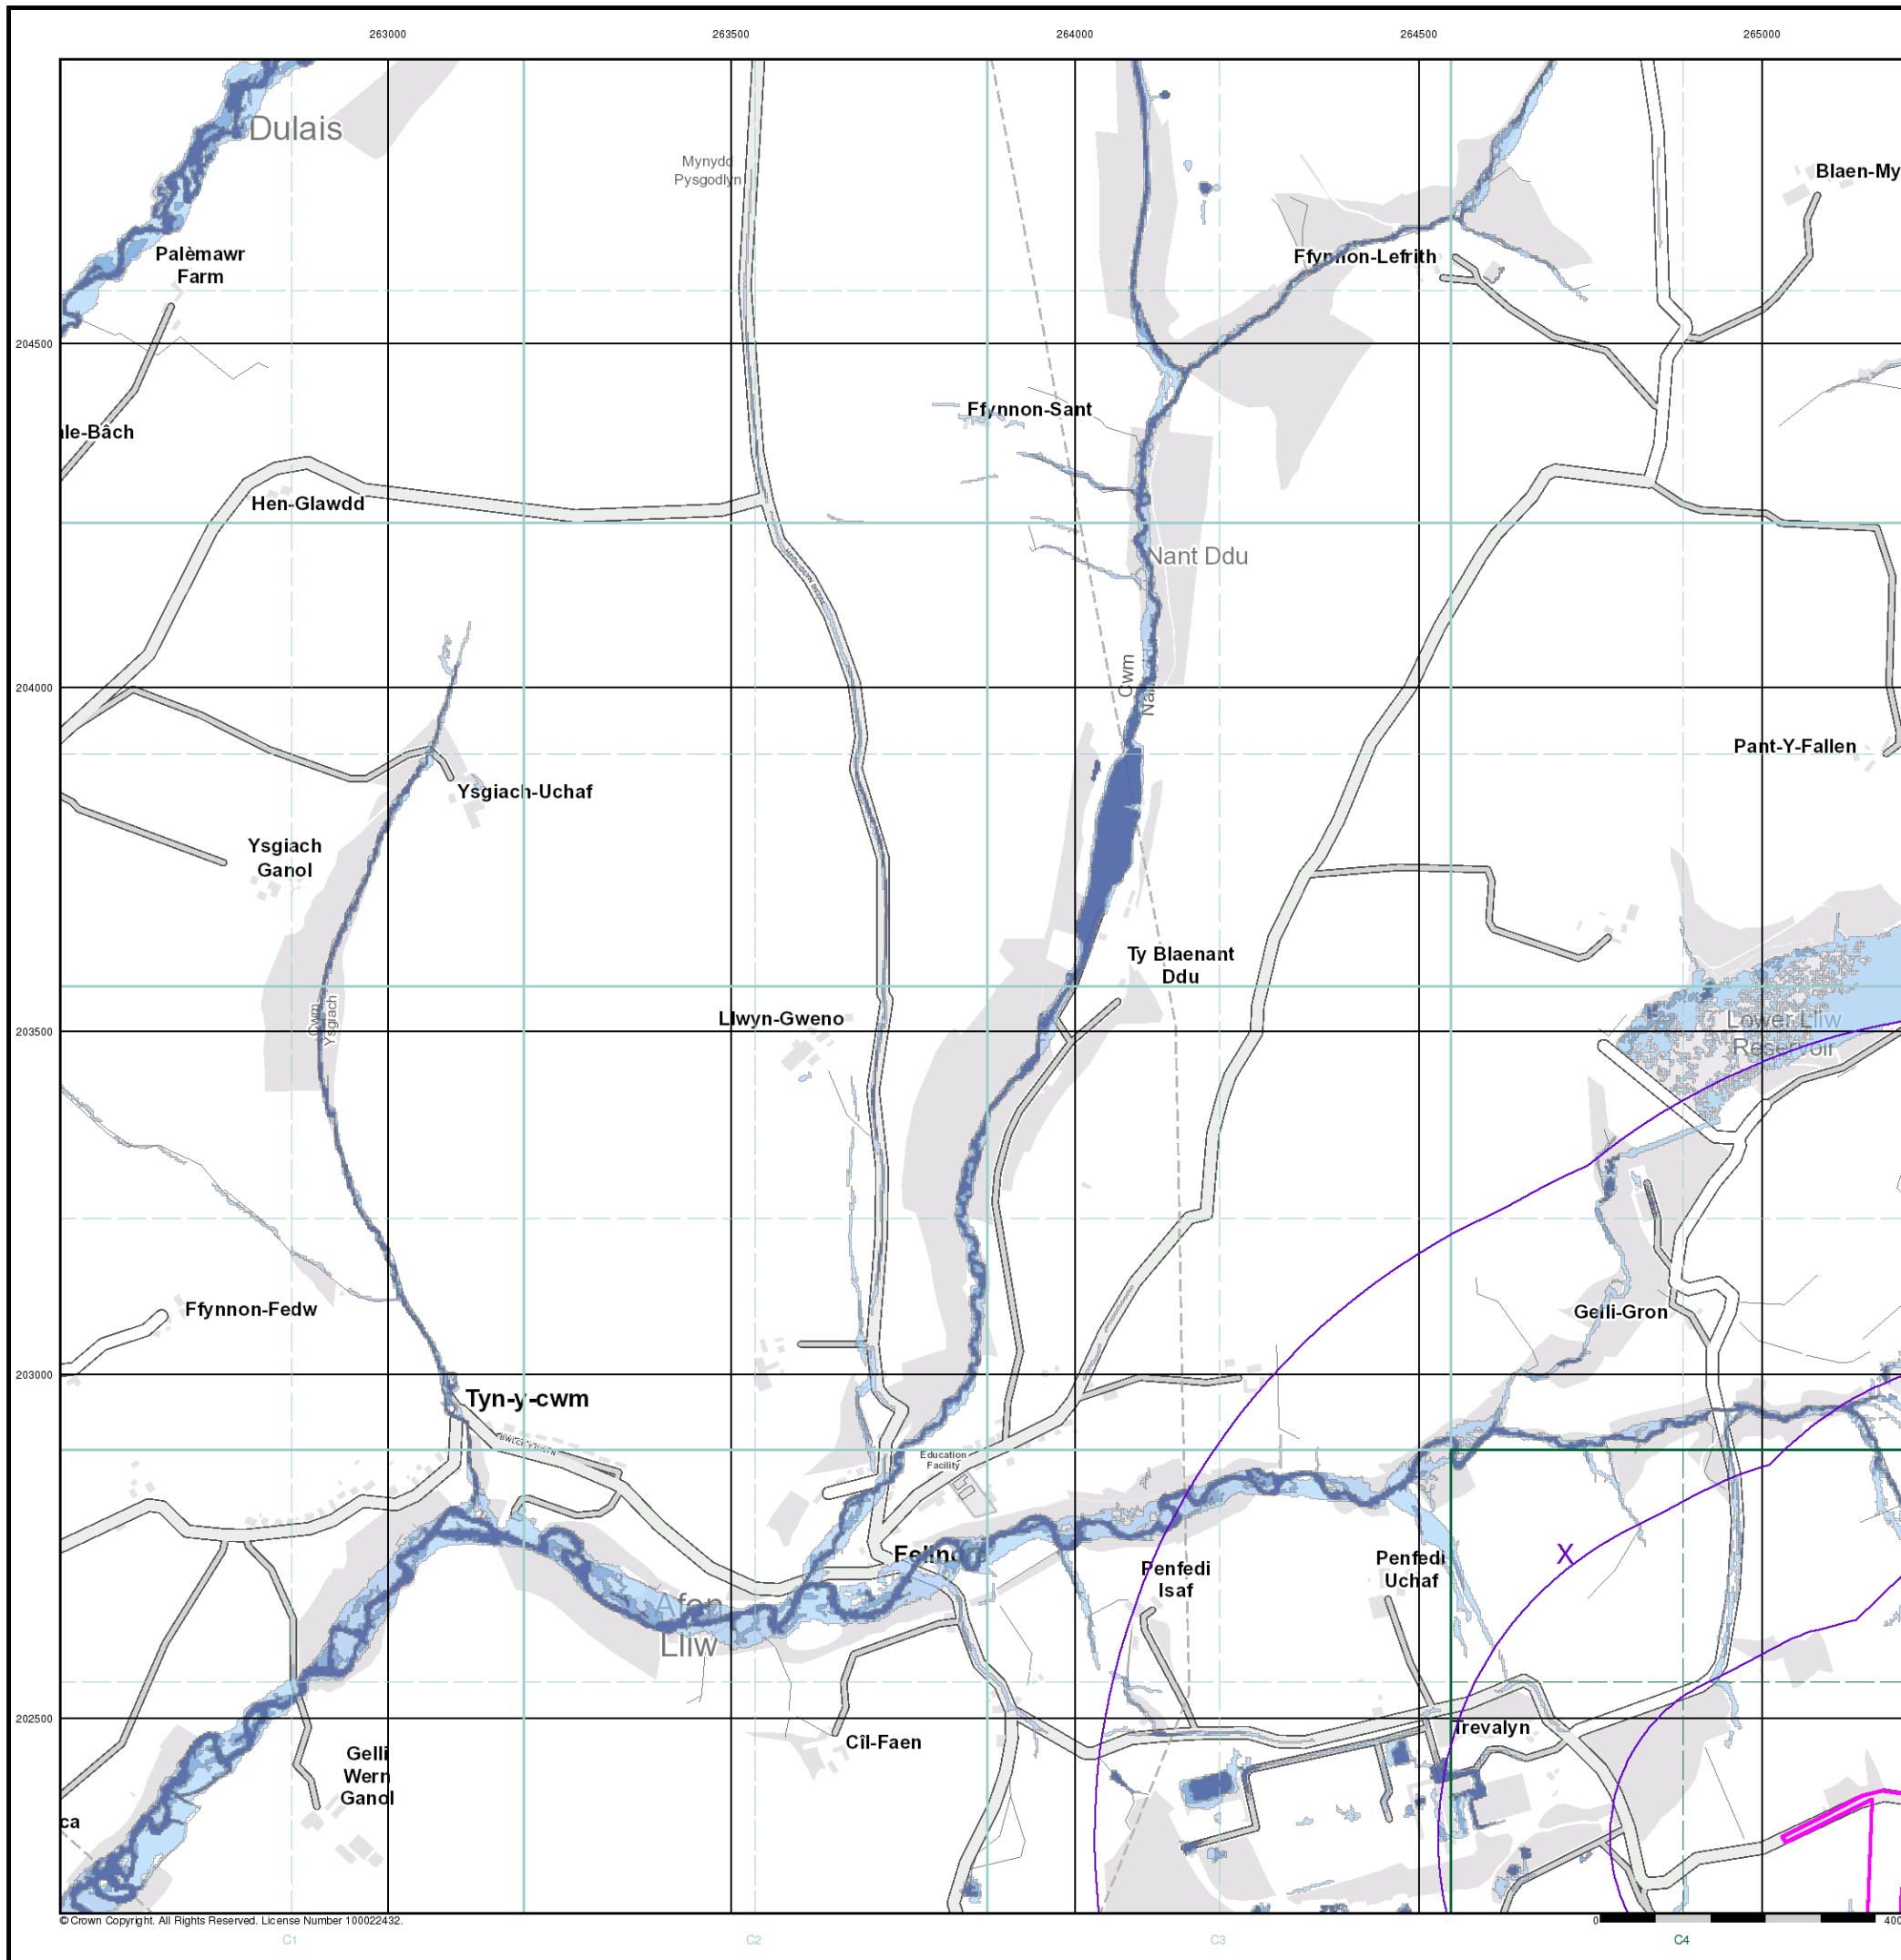 263000 263500 264000 264500 265000
Dulais
Mynydd
Pysgodlyn
Blaen-My
Palèmawr
Farm
Ffynnon-Lefrith
204500
Ffynnon-Sant
le-Bâch
Hen-Glawdd
Nant Ddu
Cwm
204000
Pant-Y-Fallen
Ysgiach-Uchaf
Ysgiach
Ganol
Ty Blaenant
Ddu
Cwm
Ysgiach
Llwyn-Gweno
Lower Lliw
Reservoir
203500
Ffynnon-Fedw
Gelli-Gron
203000
Tyn-y-cwm
Education
Facility
X
Penfedi
Isaf
Penfedi
Uchaf
Afon
Lliw
202500
Trevalyn
Cîl-Faen
Gelli
Wern
Ganol
ca
© Crown Copyright. All Rights Reserved. License Number 100022432.
0 400
C1 C2 C3 C4